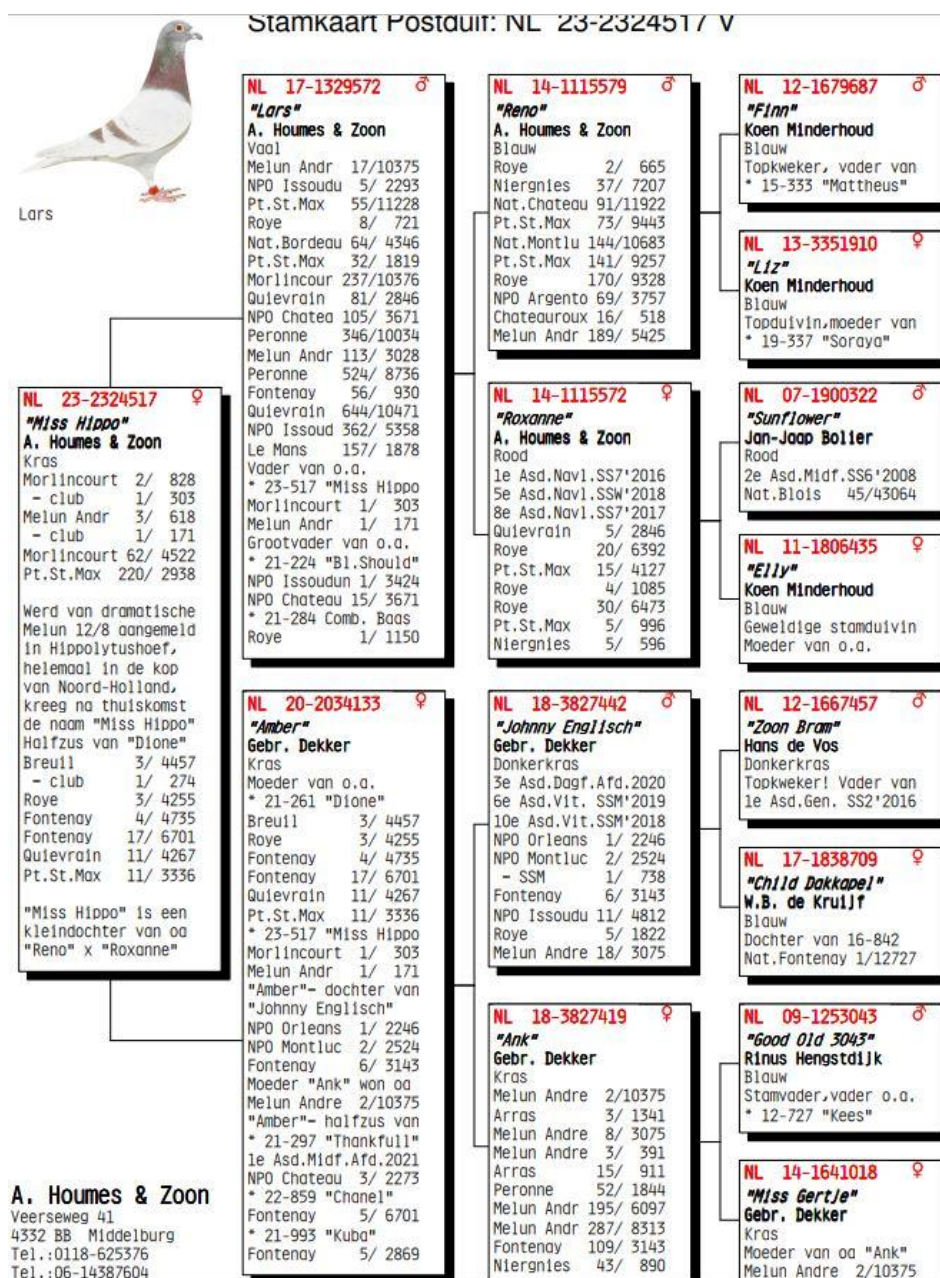 Stamkaart Postduif: NL 23-2324517 V
Lars
NL 23-2324517 ♀
"Miss Hippo"
A. Houmes & Zoon
Kras
Morlincourt 2/ 828
- club 1/ 303
Melun Andr 3/ 618
- club 1/ 171
Morlincourt 62/ 4522
Pt.St.Max 220/ 2938
Werd van dramatische
Melun 12/8 aangemeld
in Hippolytushoef,
helemaal in de kop
van Noord-Holland,
kreeg na thuiskomst
de naam "Miss Hippo"
Halfzus van "Dione"
Breuil 3/ 4457
- club 1/ 274
Roye 3/ 4255
Fontenay 4/ 4735
Fontenay 17/ 6701
Quievrain 11/ 4267
Pt.St.Max 11/ 3336
"Miss Hippo" is een
kleindochter van oa
"Reno" x "Roxanne"
A. Houmes & Zoon
Veerseweg 41
4332 BB Middelburg
Tel.:0118-625376
Tel.:06-14387604
NL 17-1329572 ♂
"Lars"
A. Houmes & Zoon
Vaal
Melun Andr 17/10375
NPO Issoudu 5/ 2293
Pt.St.Max 55/11228
Roye 8/ 721
Nat.Bordeau 64/ 4346
Pt.St.Max 32/ 1819
Morlincour 237/10376
Quievrain 81/ 2846
NPO Chatea 105/ 3671
Peronne 346/10034
Melun Andr 113/ 3028
Peronne 524/ 8736
Fontenay 56/ 930
Quievrain 644/10471
NPO Issoud 362/ 5358
Le Mans 157/ 1878
Vader van o.a.
* 23-517 "Miss Hippo
Morlincourt 1/ 303
Melun Andr 1/ 171
Grootvader van o.a.
* 21-224 "Bl.Should"
NPO Issoudun 1/ 3424
NPO Chateau 15/ 3671
* 21-284 Comb. Baas
Roye 1/ 1150
NL 20-2034133 ♀
"Amber"
Gebr. Dekker
Kras
Moeder van o.a.
* 21-261 "Dione"
Breuil 3/ 4457
Roye 3/ 4255
Fontenay 4/ 4735
Fontenay 17/ 6701
Quievrain 11/ 4267
Pt.St.Max 11/ 3336
* 23-517 "Miss Hippo
Morlincourt 1/ 303
Melun Andr 1/ 171
"Amber"- dochter van
"Johnny Englisch"
NPO Orleans 1/ 2246
NPO Montluc 2/ 2524
Fontenay 6/ 3143
Moeder "Ank" won oa
Melun Andre 2/10375
"Amber"- halfzus van
* 21-297 "Thankfull"
1e Asd.Midf.Afd.2021
NPO Chateau 3/ 2273
* 22-859 "Chanel"
Fontenay 5/ 6701
* 21-993 "Kuba"
Fontenay 5/ 2869
NL 14-1115579 ♂
"Reno"
A. Houmes & Zoon
Blauw
Roye 2/ 665
Niergnies 37/ 7207
Nat.Chateau 91/11922
Pt.St.Max 73/ 9443
Nat.Montlu 144/10683
Pt.St.Max 141/ 9257
Roye 170/ 9328
NPO Argento 69/ 3757
Chateauroux 16/ 518
Melun Andr 189/ 5425
NL 14-1115572 ♀
"Roxanne"
A. Houmes & Zoon
Rood
1e Asd.Navl.SS7'2016
5e Asd.Navl.SSW'2018
8e Asd.Navl.SS7'2017
Quievrain 5/ 2846
Roye 20/ 6392
Pt.St.Max 15/ 4127
Roye 4/ 1085
Roye 30/ 6473
Pt.St.Max 5/ 996
Niergnies 5/ 596
NL 18-3827442 ♂
"Johnny Englisch"
Gebr. Dekker
Donkerkras
3e Asd.Dagf.Afd.2020
6e Asd.Vit. SSM'2019
10e Asd.Vit.SSM'2018
NPO Orleans 1/ 2246
NPO Montluc 2/ 2524
- SSM 1/ 738
Fontenay 6/ 3143
NPO Issoudu 11/ 4812
Roye 5/ 1822
Melun Andre 18/ 3075
NL 18-3827419 ♀
"Ank"
Gebr. Dekker
Kras
Melun Andre 2/10375
Arras 3/ 1341
Melun Andre 8/ 3075
Melun Andre 3/ 391
Arras 15/ 911
Peronne 52/ 1844
Melun Andr 195/ 6097
Melun Andr 287/ 8313
Fontenay 109/ 3143
Niergnies 43/ 890
NL 12-1679687 ♂
"Finn"
Koen Minderhoud
Blauw
Topkweker, vader van
* 15-333 "Mattheus"
NL 13-3351910 ♀
"Liz"
Koen Minderhoud
Blauw
Topduivin,moeder van
* 19-337 "Soraya"
NL 07-1900322 ♂
"Sunflower"
Jan-Jaap Bolier
Rood
2e Asd.Midf.SS6'2008
Nat.Blois 45/43064
NL 11-1806435 ♀
"Elly"
Koen Minderhoud
Blauw
Geweldige stamduivin
Moeder van o.a.
NL 12-1667457 ♂
"Zoon Bram"
Hans de Vos
Donkerkras
Topkweker! Vader van
1e Asd.Gen. SS2'2016
NL 17-1838709 ♀
"Child Dakkapel"
W.B. de Kruijf
Blauw
Dochter van 16-842
Nat.Fontenay 1/12727
NL 09-1253043 ♂
"Good Old 3043"
Rinus Hengstdijk
Blauw
Stamvader,vader o.a.
* 12-727 "Kees"
NL 14-1641018 ♀
"Miss Gertje"
Gebr. Dekker
Kras
Moeder van oa "Ank"
Melun Andre 2/10375